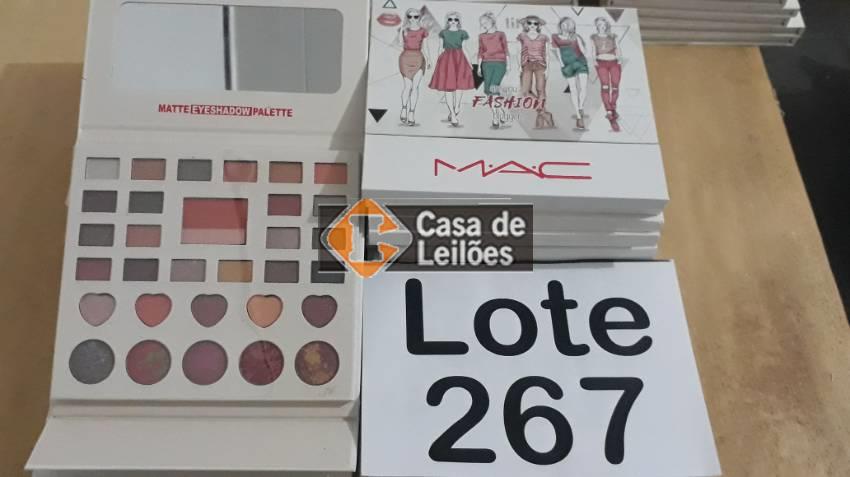 MATTE EYESHADOW PALETTE
FASHION
M·A·C
Casa de
Leilões
Lote
267